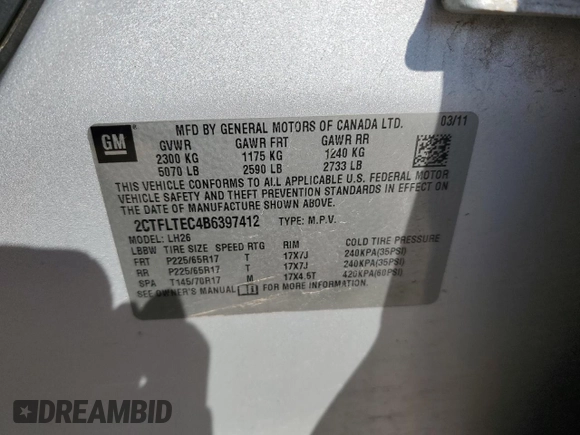 GM
MFD BY GENERAL MOTORS OF CANADA LTD. 03/11
GVWR GAWR FRT GAWR RR
2300 KG 1175 KG 1240 KG
5070 LB 2590 LB 2733 LB
THIS VEHICLE CONFORMS TO ALL APPLICABLE U.S. FEDERAL MOTOR
VEHICLE SAFETY AND THEFT PREVENTION STANDARDS IN EFFECT ON
THE DATE OF MANUFACTURE SHOWN ABOVE.
2CTFLTEC4B6397412 TYPE: M.P.V.
MODEL: LH26
LBBW TIRE SIZE SPEED RTG RIM COLD TIRE PRESSURE
FRT P225/65R17 T 17X7J 240KPA(35PSI)
RR P225/65R17 T 17X7J 240KPA(35PSI)
SPA T145/70R17 M 17X4.5T 420KPA(60PSI)
SEE OWNER'S MANUAL FOR MORE INFORMATION.
DREAMBID